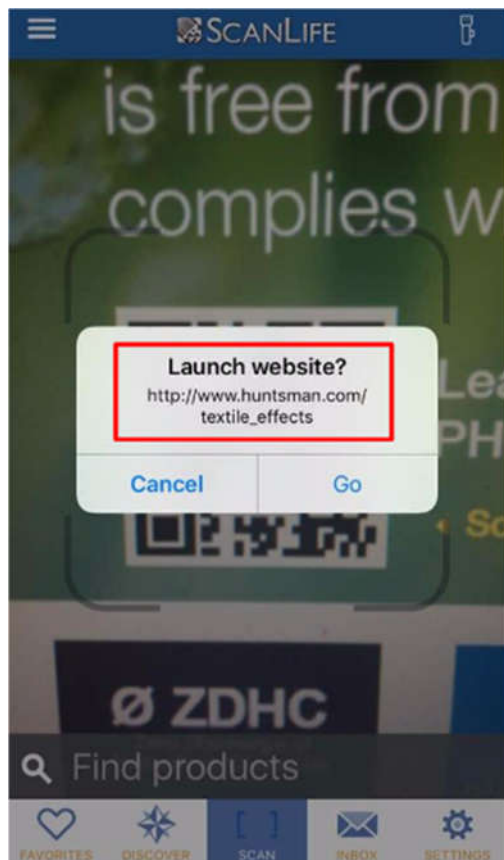 SCANLIFE
is free from
complies w
Lea
PH
Launch website?
http://www.huntsman.com/
textile_effects
Cancel
Go
Sc
Ø ZDHC
Find products
FAVORITES
DISCOVER
SCAN
INBOX
SETTINGS